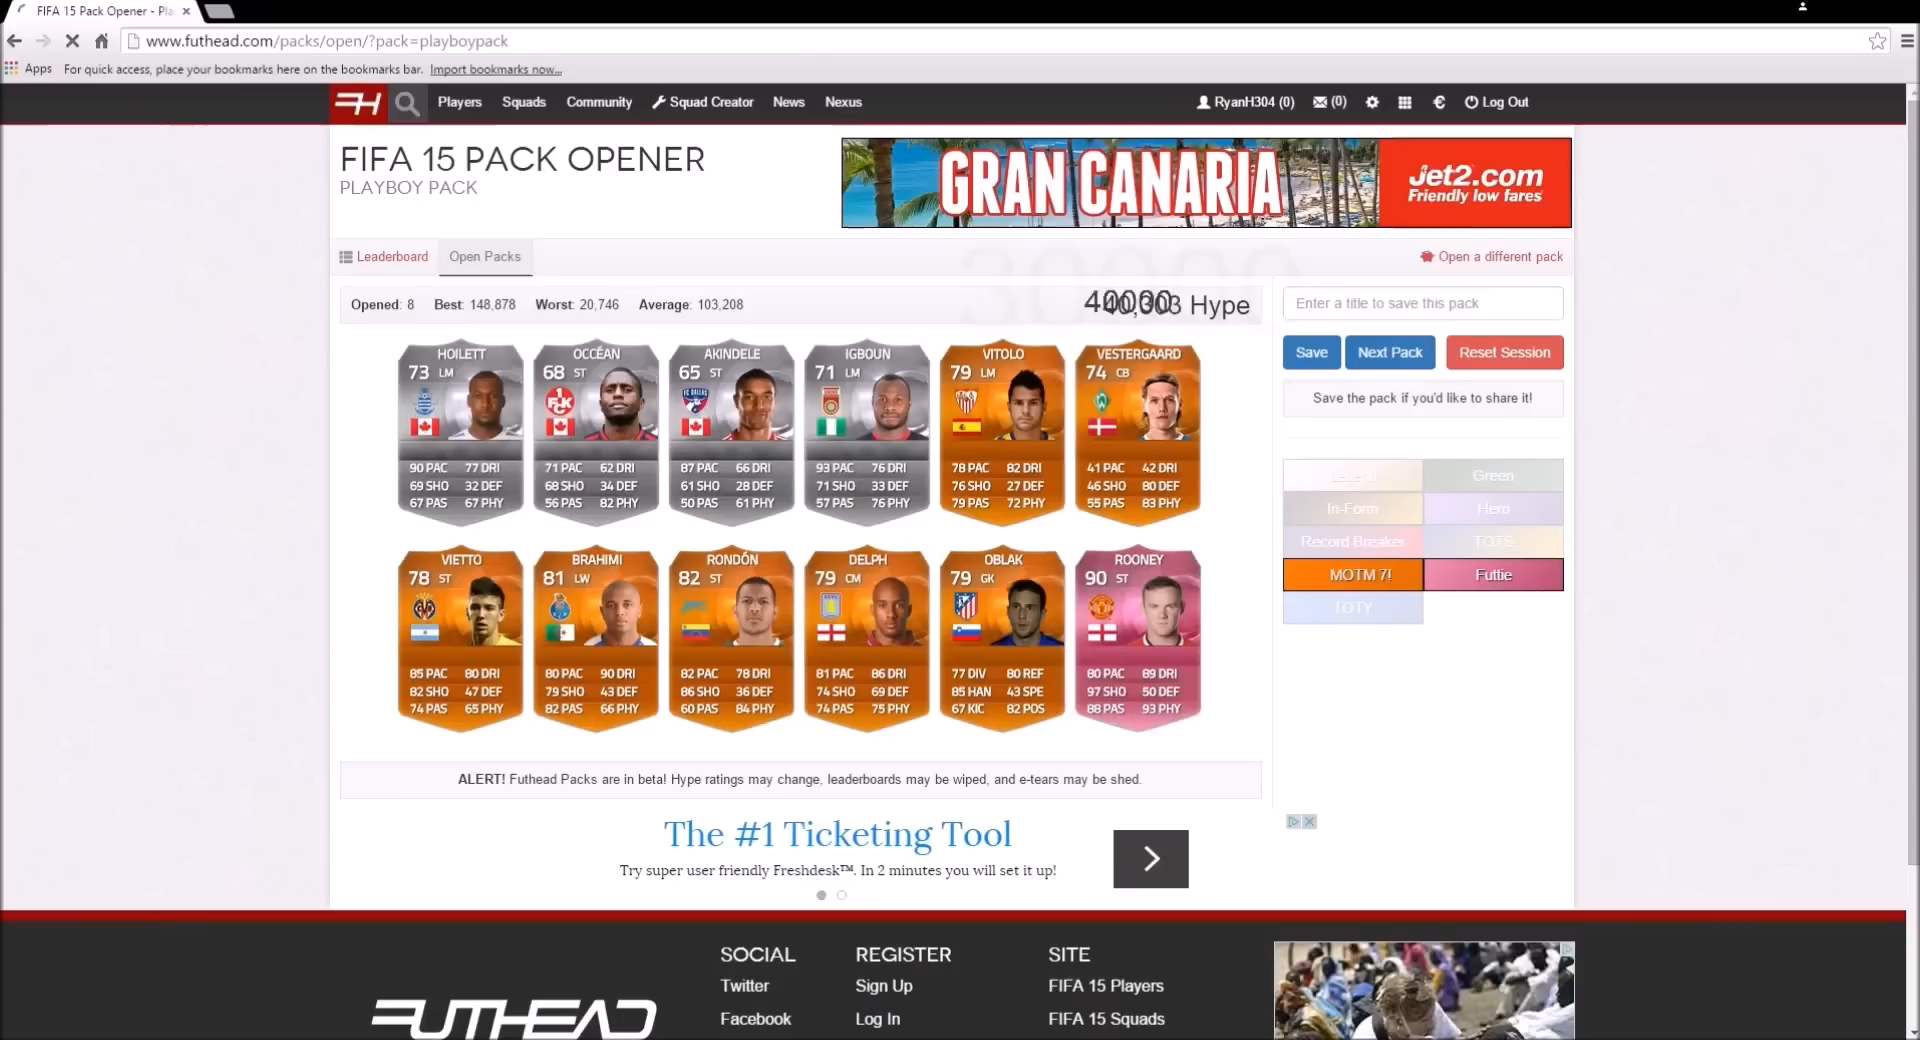 FIFA 15 Pack Opener - Pla
www.futhead.com/packs/open/?pack=playboypack
Apps For quick access, place your bookmarks here on the bookmarks bar. Import bookmarks now...
FH Players Squads Community Squad Creator News Nexus RyanH304 (0) (0) € Log Out
FIFA 15 PACK OPENER
PLAYBOY PACK
GRAN CANARIA
Jet2.com
Friendly low fares
Leaderboard Open Packs Open a different pack
30000
Opened: 8 Best: 148,878 Worst: 20,746 Average: 103,208
40000
40,303 Hype
Enter a title to save this pack
Save Next Pack Reset Session
Save the pack if you'd like to share it!
HOILETT
73 LM
90 PAC 77 DRI
69 SHO 32 DEF
67 PAS 67 PHY
OCCÉAN
68 ST
1.FCK
71 PAC 62 DRI
68 SHO 34 DEF
56 PAS 82 PHY
AKINDELE
65 ST
FC DALLAS
87 PAC 66 DRI
61 SHO 28 DEF
50 PAS 61 PHY
IGBOUN
71 LM
93 PAC 76 DRI
71 SHO 33 DEF
57 PAS 76 PHY
VITOLO
79 LM
78 PAC 82 DRI
76 SHO 27 DEF
79 PAS 72 PHY
VESTERGAARD
74 CB
41 PAC 42 DRI
46 SHO 80 DEF
55 PAS 83 PHY
Green
In-Form Hero
Record Breaker TOTS
MOTM 7! Futtie
TOTY
VIETTO
78 ST
85 PAC 80 DRI
82 SHO 47 DEF
74 PAS 65 PHY
BRAHIMI
81 LW
80 PAC 90 DRI
79 SHO 43 DEF
82 PAS 66 PHY
RONDÓN
82 ST
82 PAC 78 DRI
86 SHO 36 DEF
60 PAS 84 PHY
DELPH
79 CM
81 PAC 86 DRI
74 SHO 69 DEF
74 PAS 75 PHY
OBLAK
79 GK
77 DIV 80 REF
85 HAN 43 SPE
67 KIC 82 POS
ROONEY
90 ST
80 PAC 89 DRI
97 SHO 50 DEF
88 PAS 93 PHY
ALERT! Futhead Packs are in beta! Hype ratings may change, leaderboards may be wiped, and e-tears may be shed.
The #1 Ticketing Tool
Try super user friendly Freshdesk™. In 2 minutes you will set it up!
SOCIAL REGISTER SITE
Twitter Sign Up FIFA 15 Players
Facebook Log In FIFA 15 Squads
FUTHEAD